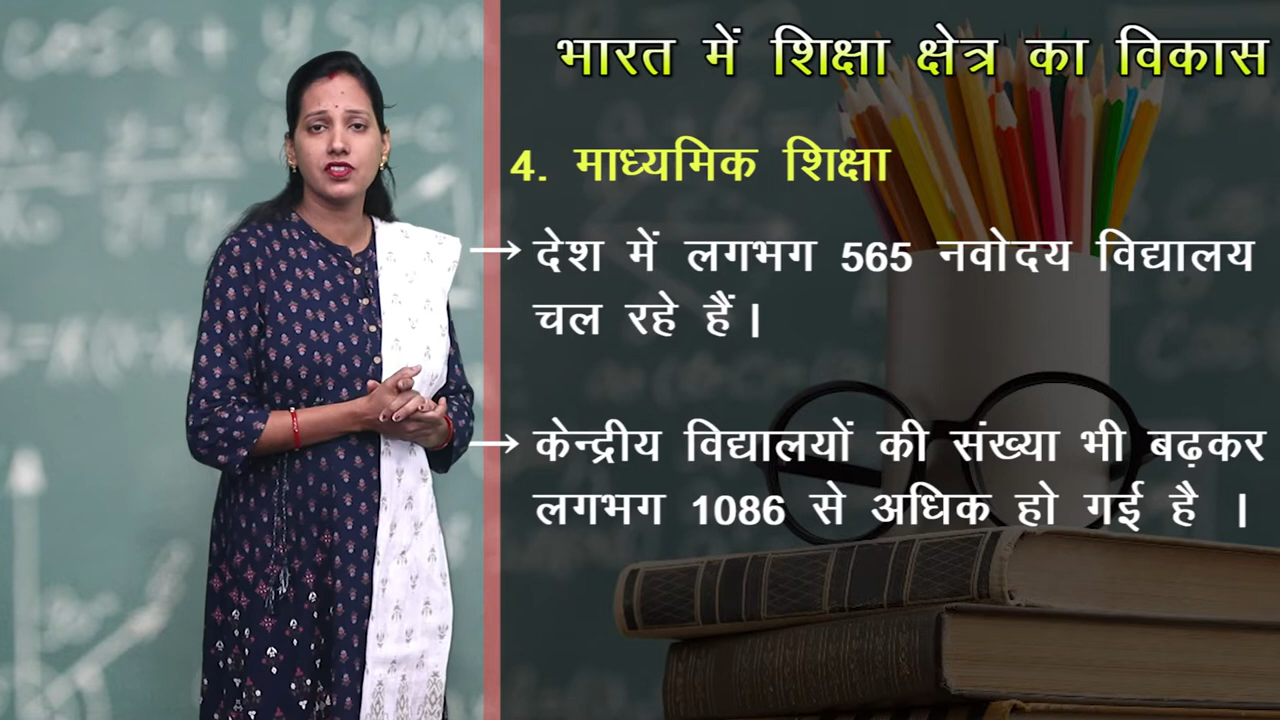 भारत में शिक्षा क्षेत्र का विकास
4. माध्यमिक शिक्षा
→ देश में लगभग 565 नवोदय विद्यालय
चल रहे हैं।
→ केन्द्रीय विद्यालयों की संख्या भी बढ़कर
लगभग 1086 से अधिक हो गई है ।